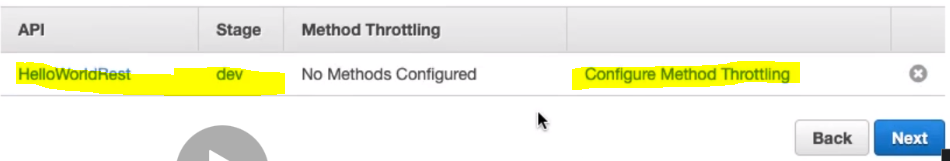 API Stage Method Throttling
HelloWorldRest dev No Methods Configured Configure Method Throttling
Back Next